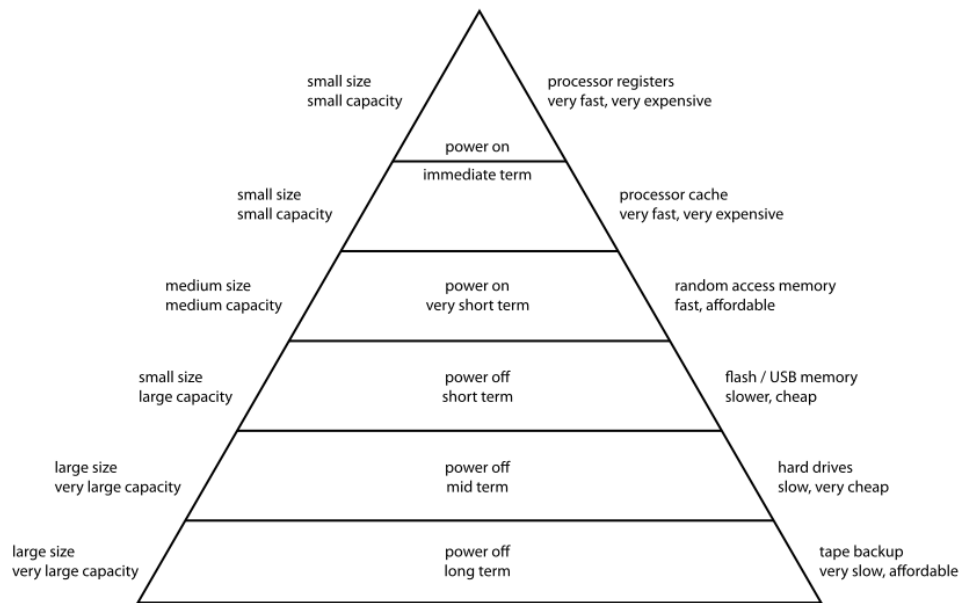 small size
small capacity
processor registers
very fast, very expensive
power on
immediate term
small size
small capacity
processor cache
very fast, very expensive
medium size
medium capacity
power on
very short term
random access memory
fast, affordable
small size
large capacity
power off
short term
flash / USB memory
slower, cheap
large size
very large capacity
power off
mid term
hard drives
slow, very cheap
large size
very large capacity
power off
long term
tape backup
very slow, affordable